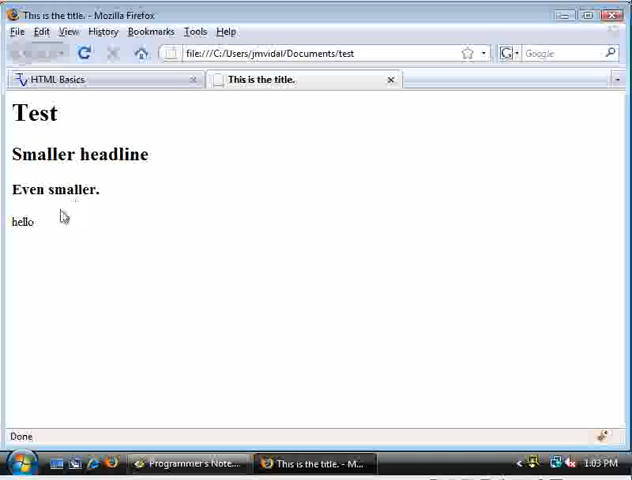 This is the title. - Mozilla Firefox
File Edit View History Bookmarks Tools Help
file:///C:/Users/jmvidal/Documents/test
Google
HTML Basics
This is the title.
Test
Smaller headline
Even smaller.
hello
Done
Programmer's Note...
This is the title. - M...
1:03 PM